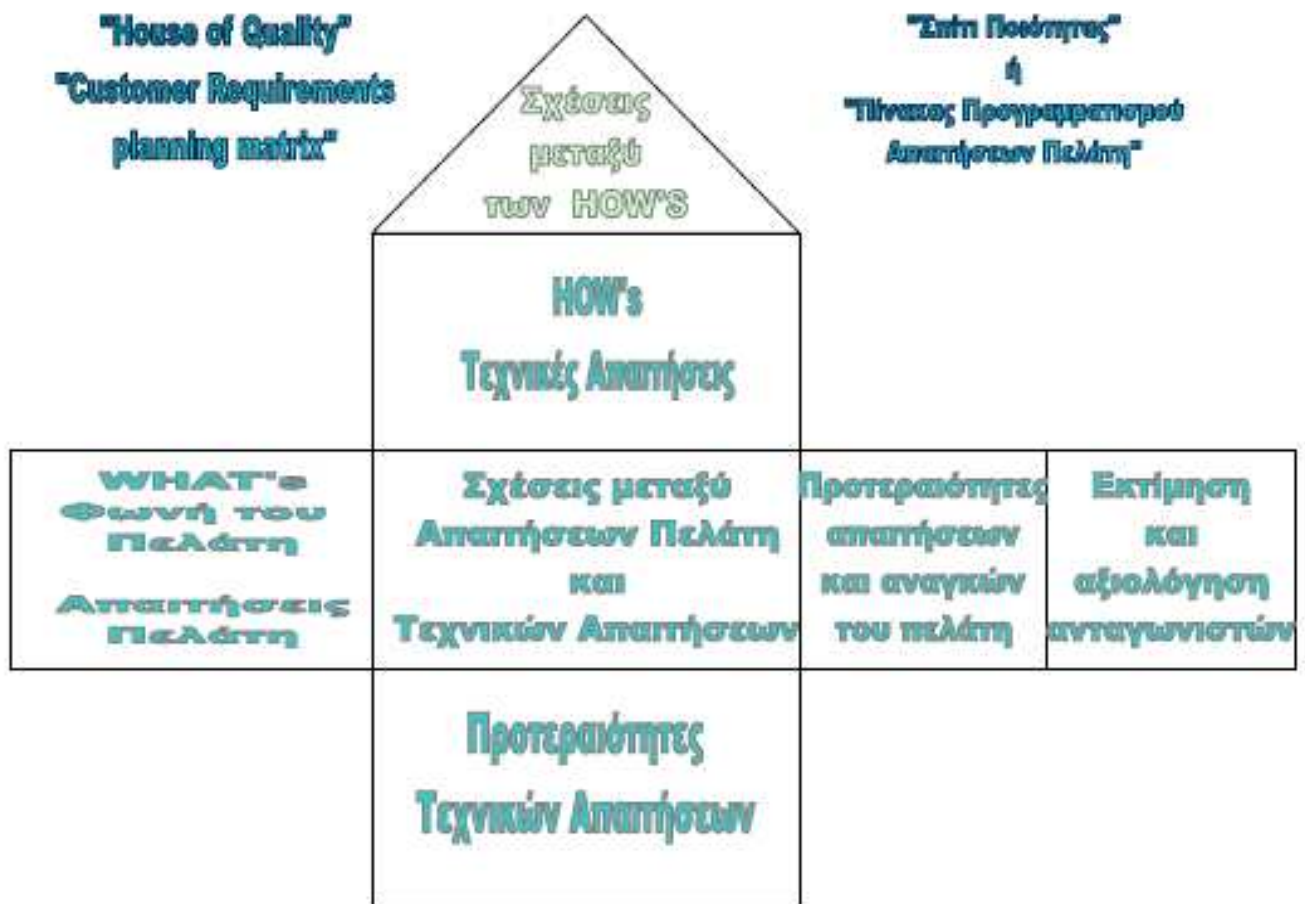 "House of Quality"
"Customer Requirements
planning matrix"
"Σπίτι Ποιότητας"
ή
"Πίνακας Προγραμματισμού
Απαιτήσεων Πελάτη"
Σχέσεις
μεταξύ
των HOW'S
HOW's
Τεχνικές Απαιτήσεις
WHAT's
Φωνή του
Πελάτη
Απαιτήσεις
Πελάτη
Σχέσεις μεταξύ
Απαιτήσεων Πελάτη
και
Τεχνικών Απαιτήσεων
Προτεραιότητες
απαιτήσεων
και αναγκών
του πελάτη
Εκτίμηση
και
αξιολόγηση
ανταγωνιστών
Προτεραιότητες
Τεχνικών Απαιτήσεων